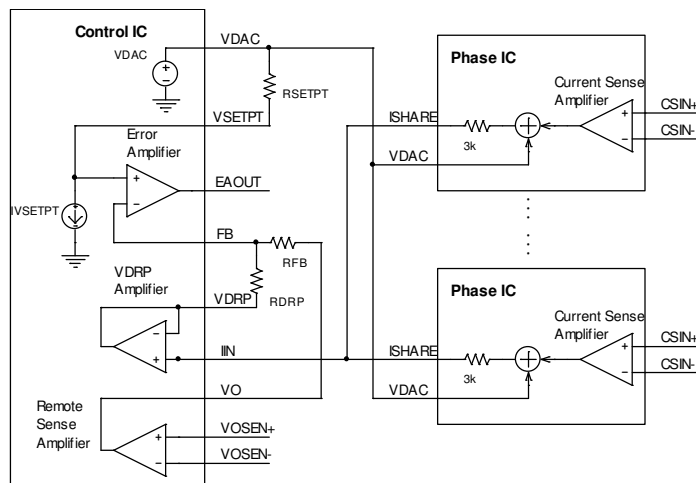 Control IC
VDAC
VDAC
+
−
RSETPT
VSETPT
Error
Amplifier
+
−
EAOUT
IVSETPT
FB
RFB
VDRP
Amplifier
VDRP
RDRP
−
+
IIN
VO
Remote
Sense
Amplifier
+
−
VOSEN+
VOSEN-
Phase IC
Current Sense
Amplifier
ISHARE
3k
VDAC
+
−
CSIN+
CSIN-
Phase IC
Current Sense
Amplifier
ISHARE
3k
VDAC
+
−
CSIN+
CSIN-